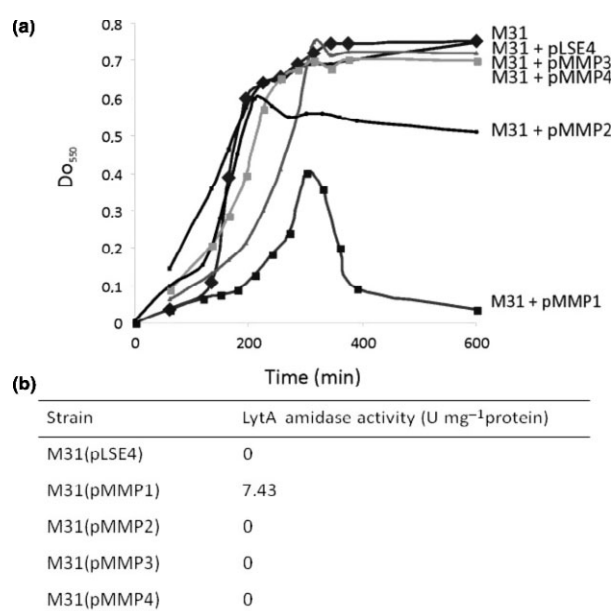 (a)
0.8
0.7
0.6
0.5
0.4
0.3
0.2
0.1
0
Do₅₅₀
0
200
400
600
Time (min)
M31
M31 + pLSE4
M31 + pMMP3
M31 + pMMP4
M31 + pMMP2
M31 + pMMP1
(b)
Strain LytA amidase activity (U mg⁻¹protein)
M31(pLSE4) 0
M31(pMMP1) 7.43
M31(pMMP2) 0
M31(pMMP3) 0
M31(pMMP4) 0